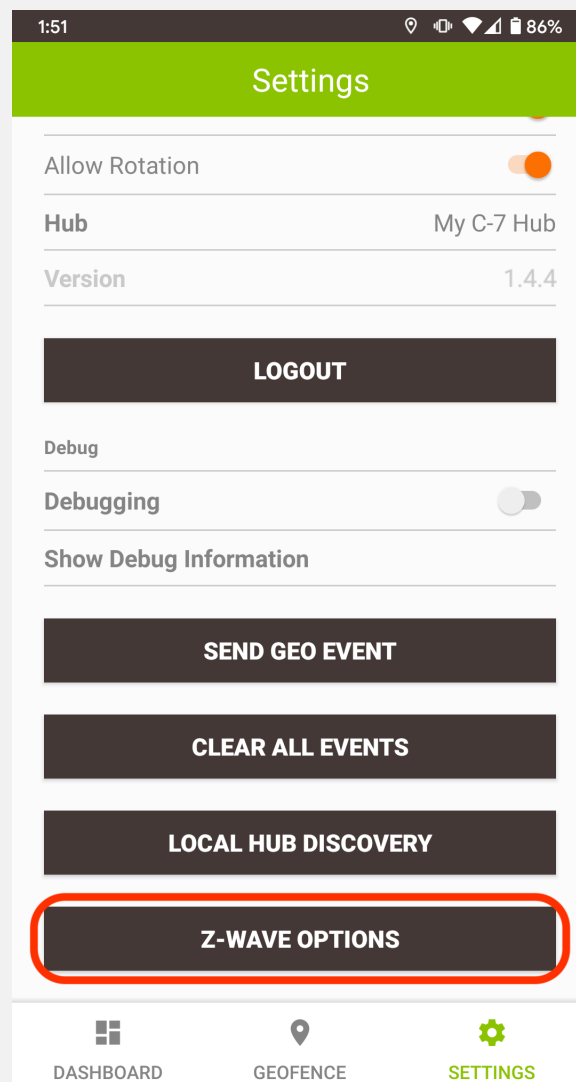 1:51 86%
Settings
Allow Rotation
Hub My C-7 Hub
Version 1.4.4
LOGOUT
Debug
Debugging
Show Debug Information
SEND GEO EVENT
CLEAR ALL EVENTS
LOCAL HUB DISCOVERY
Z-WAVE OPTIONS
DASHBOARD GEOFENCE SETTINGS